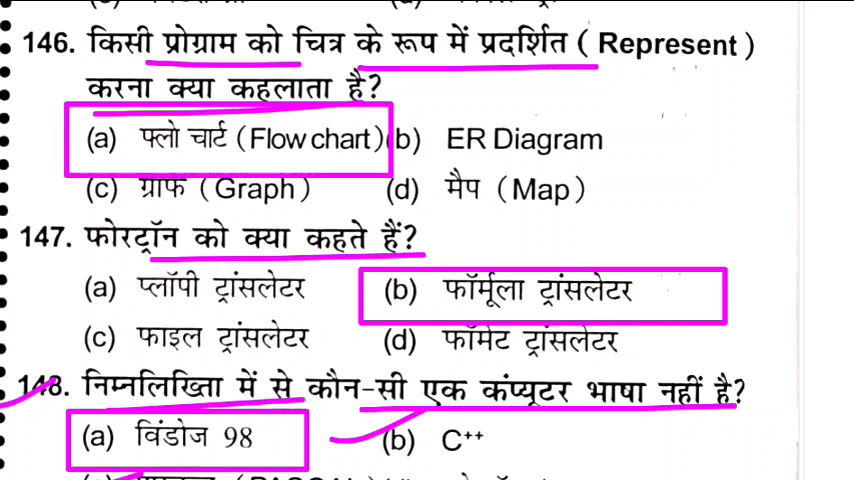 146. किसी प्रोग्राम को चित्र के रूप में प्रदर्शित ( Represent )
करना क्या कहलाता है?
(a) फ्लो चार्ट ( Flow chart ) (b) ER Diagram
(c) ग्राफ ( Graph ) (d) मैप ( Map )
147. फोरट्रॉन को क्या कहते हैं?
(a) प्लॉपी ट्रांसलेटर (b) फॉर्मूला ट्रांसलेटर
(c) फाइल ट्रांसलेटर (d) फॉमेट ट्रांसलेटर
148. निम्नलिखिता में से कौन-सी एक कंप्यूटर भाषा नहीं है?
(a) विंडोज 98 (b) C⁺⁺